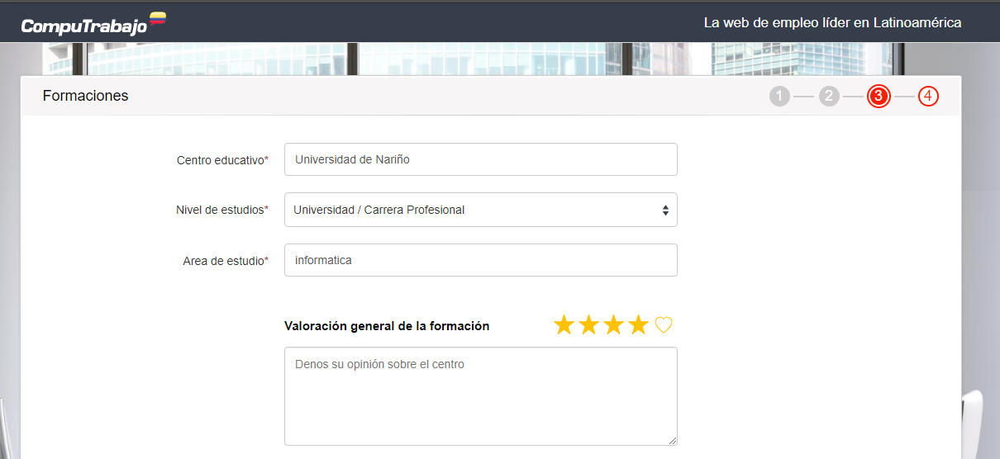 CompuTrabajo
La web de empleo líder en Latinoamérica
Formaciones
1 2 3 4
Centro educativo* Universidad de Nariño
Nivel de estudios* Universidad / Carrera Profesional
Area de estudio* informatica
Valoración general de la formación
Denos su opinión sobre el centro